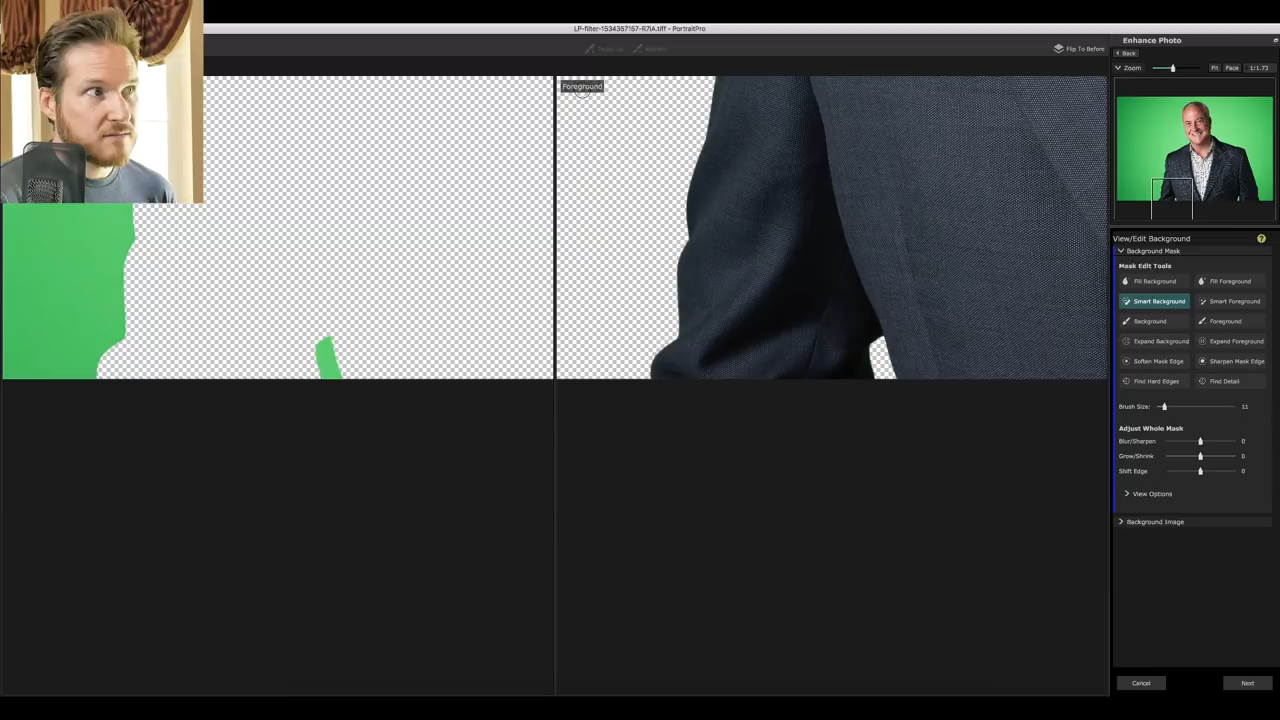 LP-filter-1534357157-R7iA.tiff - PortraitPro
Enhance Photo
Flip To Before
Back
Zoom
Fit
Face
1:1.73
Foreground
View/Edit Background
?
Background Mask
Mask Edit Tools
Fill Background
Fill Foreground
Smart Background
Smart Foreground
Background
Foreground
Expand Background
Expand Foreground
Soften Mask Edge
Sharpen Mask Edge
Find Hard Edges
Find Detail
Brush Size:
11
Adjust Whole Mask
Blur/Sharpen
0
Grow/Shrink
0
Shift Edge
0
View Options
Background Image
Cancel
Next